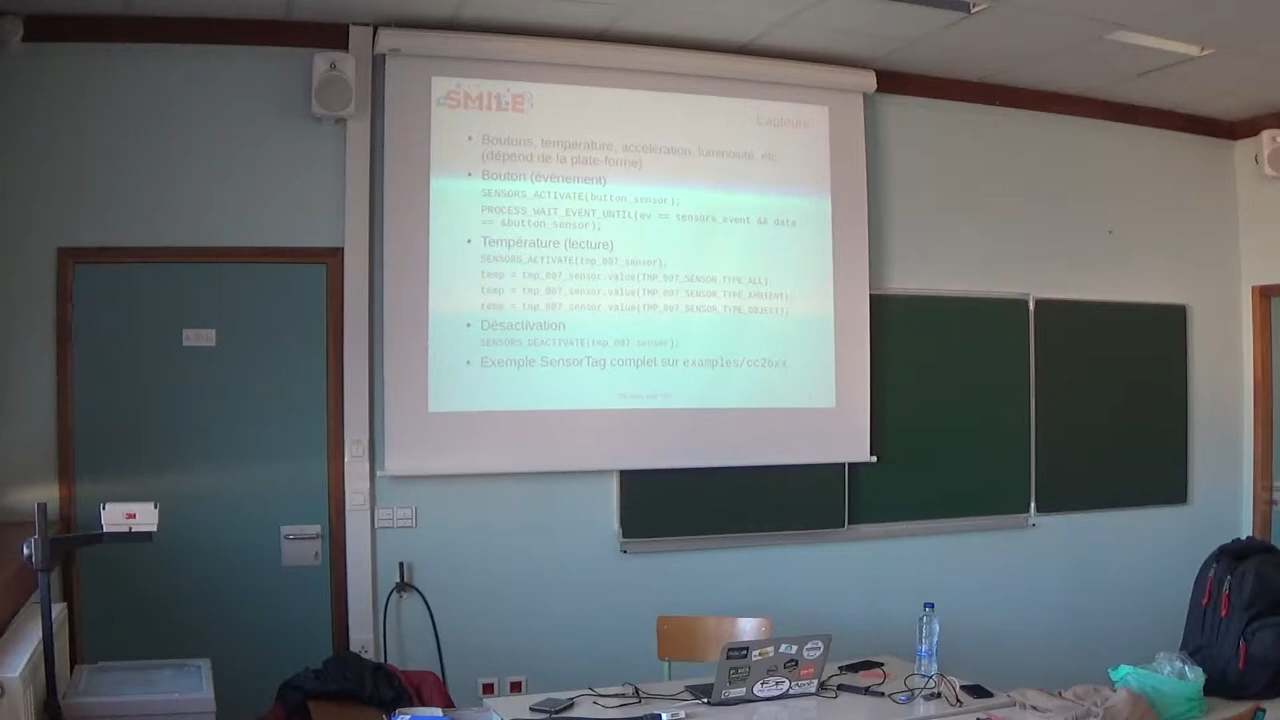 SMILE
Capteurs
• Boutons, température, accélération, luminosité, etc.
(dépend de la plate-forme)
• Bouton (événement)
SENSORS_ACTIVATE(button_sensor);
PROCESS_WAIT_EVENT_UNTIL(ev == sensors_event && data
== &button_sensor);
• Température (lecture)
SENSORS_ACTIVATE(tmp_007_sensor);
temp = tmp_007_sensor.value(TMP_007_SENSOR_TYPE_ALL);
temp = tmp_007_sensor.value(TMP_007_SENSOR_TYPE_AMBIENT);
temp = tmp_007_sensor.value(TMP_007_SENSOR_TYPE_OBJECT);
• Désactivation
SENSORS_DEACTIVATE(tmp_007_sensor);
• Exemple SensorTag complet sur examples/cc26xx
3M